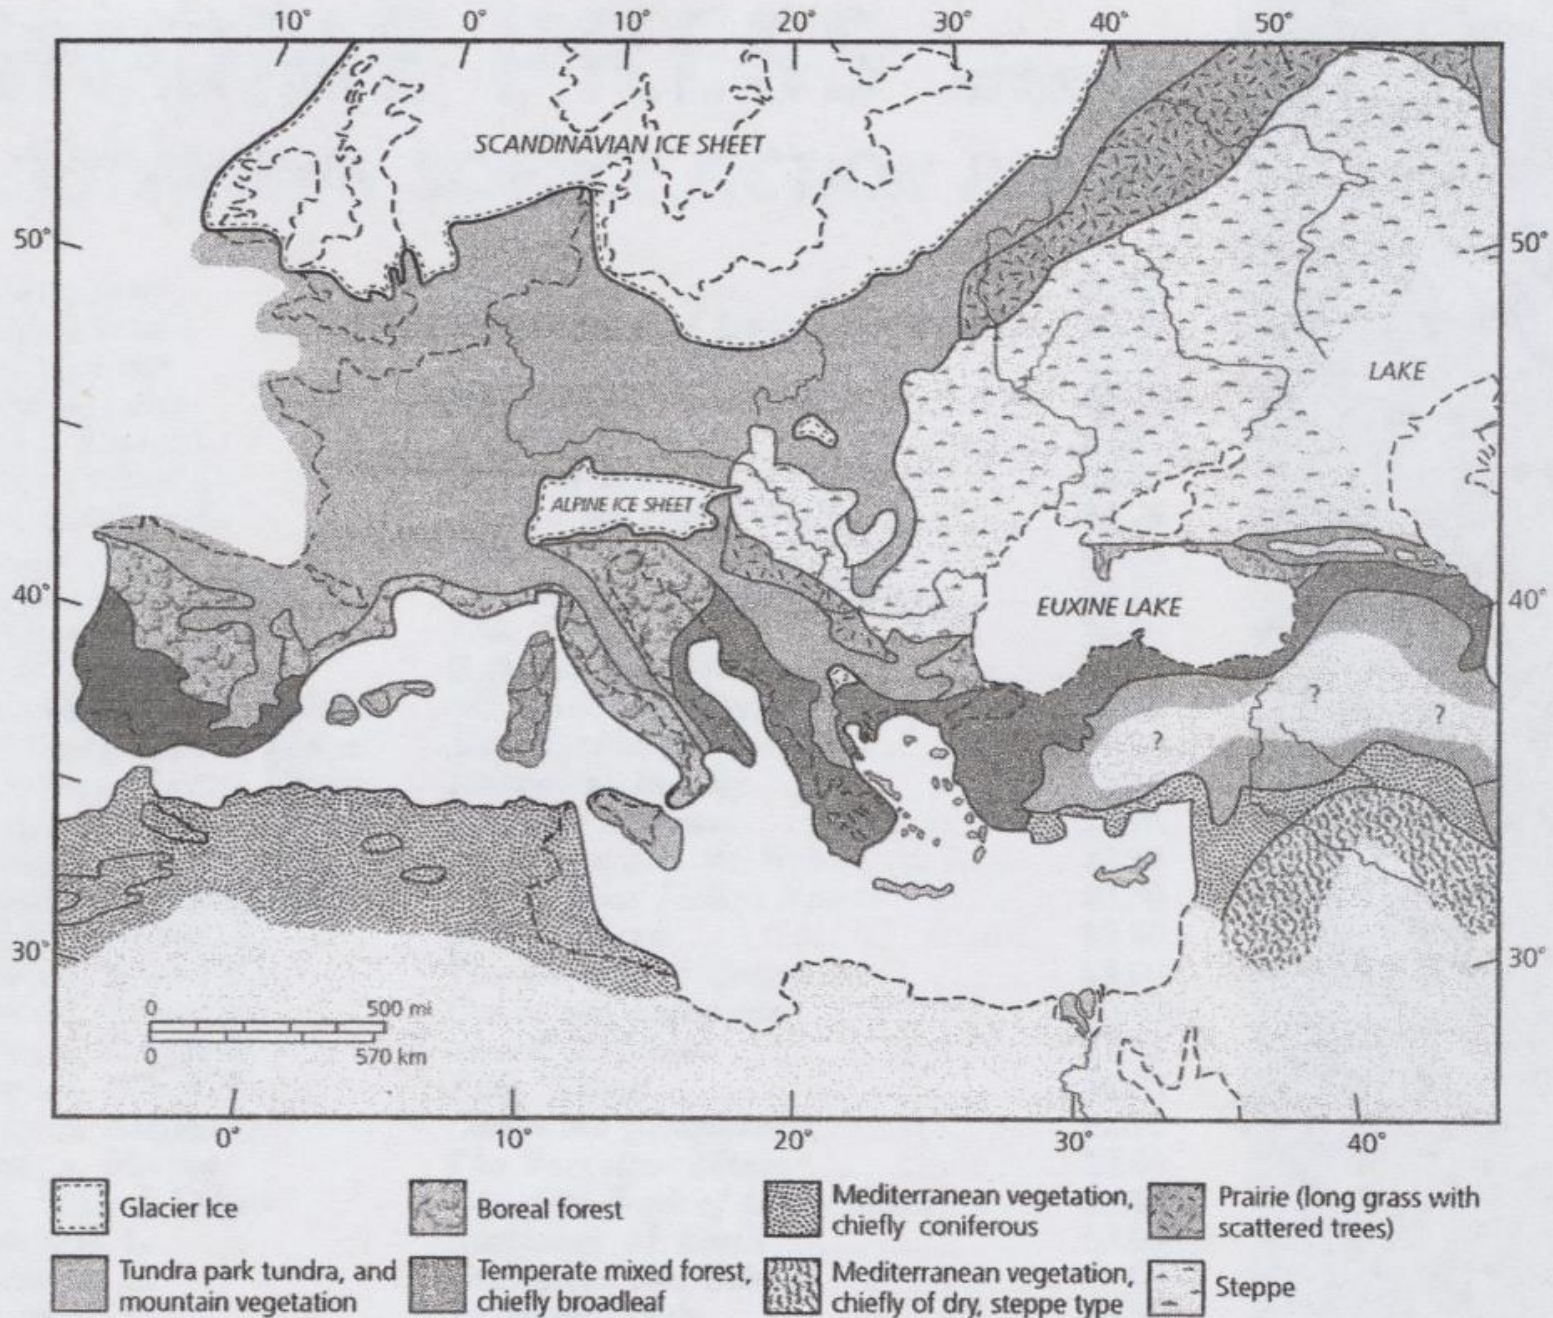 10° 0° 10° 20° 30° 40° 50°
SCANDINAVIAN ICE SHEET
50° 50°
LAKE
ALPINE ICE SHEET
40° EUXINE LAKE 40°
?
?
?
30° 30°
0 500 mi
0 570 km
0° 10° 20° 30° 40°
Glacier Ice
Boreal forest
Mediterranean vegetation,
chiefly coniferous
Prairie (long grass with
scattered trees)
Tundra park tundra, and
mountain vegetation
Temperate mixed forest,
chiefly broadleaf
Mediterranean vegetation,
chiefly of dry, steppe type
Steppe